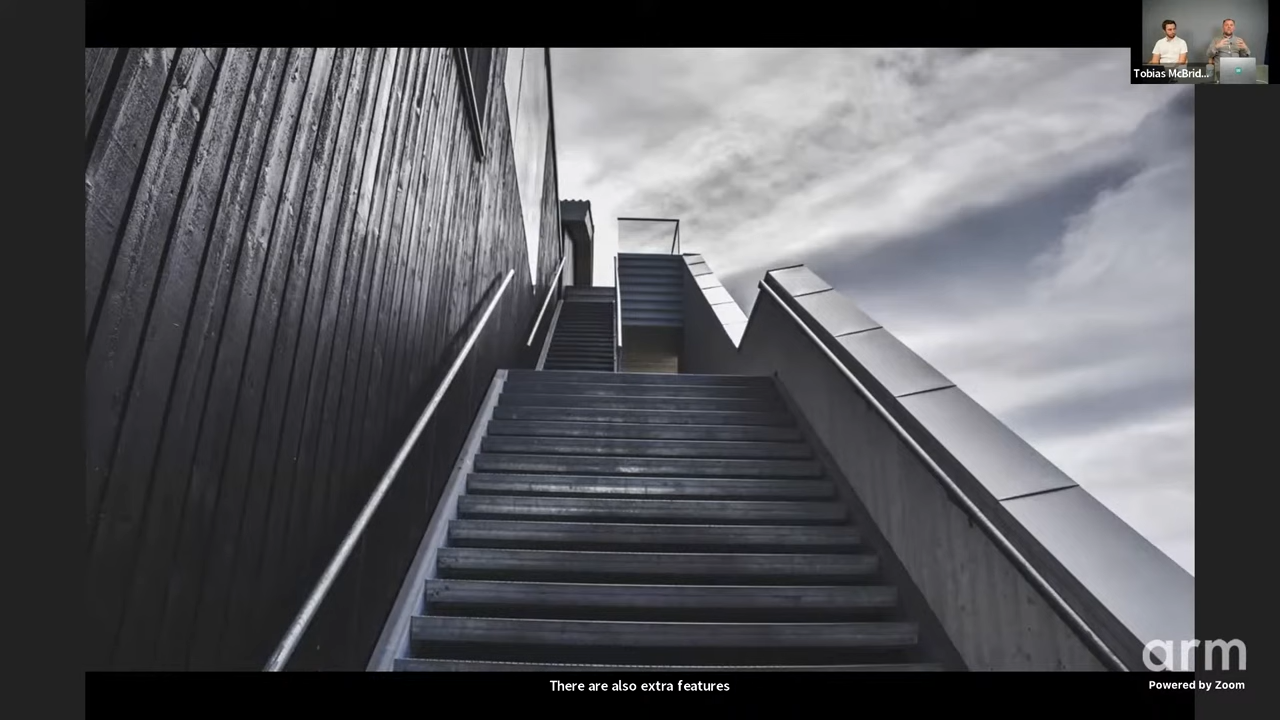 Tobias McBrid...
arm
There are also extra features
Powered by Zoom